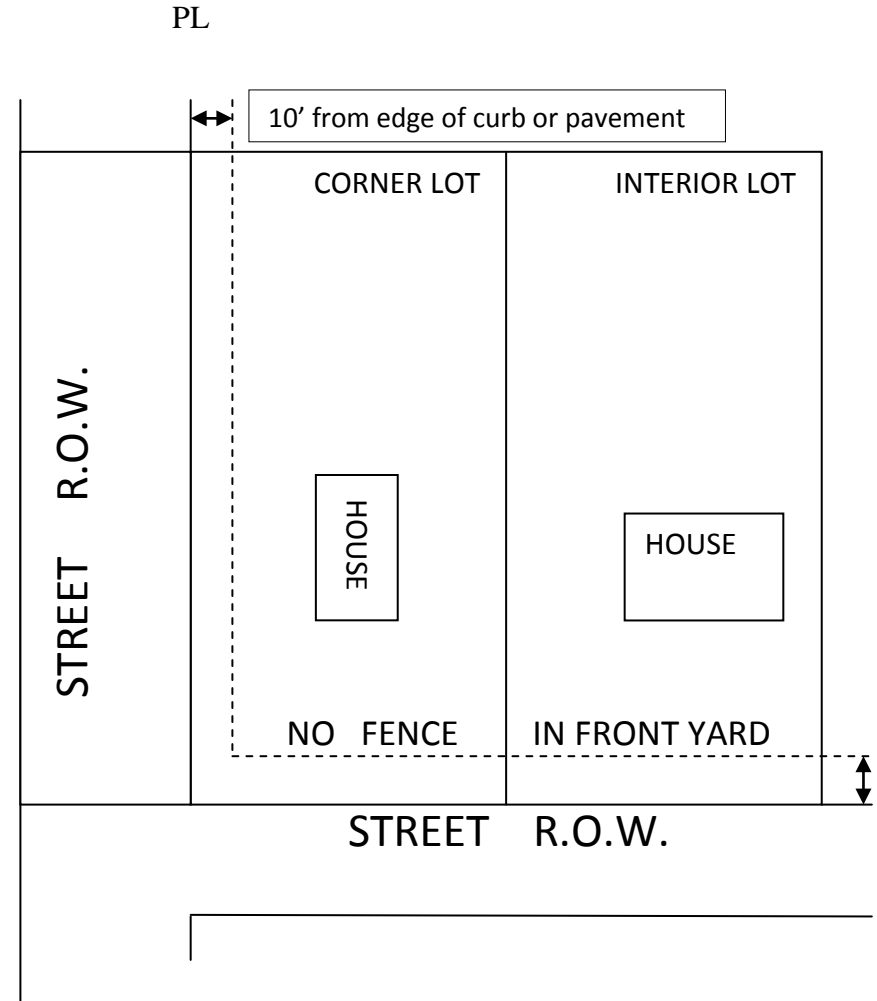 PL
10’ from edge of curb or pavement
CORNER LOT
INTERIOR LOT
STREET R.O.W.
HOUSE
HOUSE
NO FENCE IN FRONT YARD
STREET R.O.W.